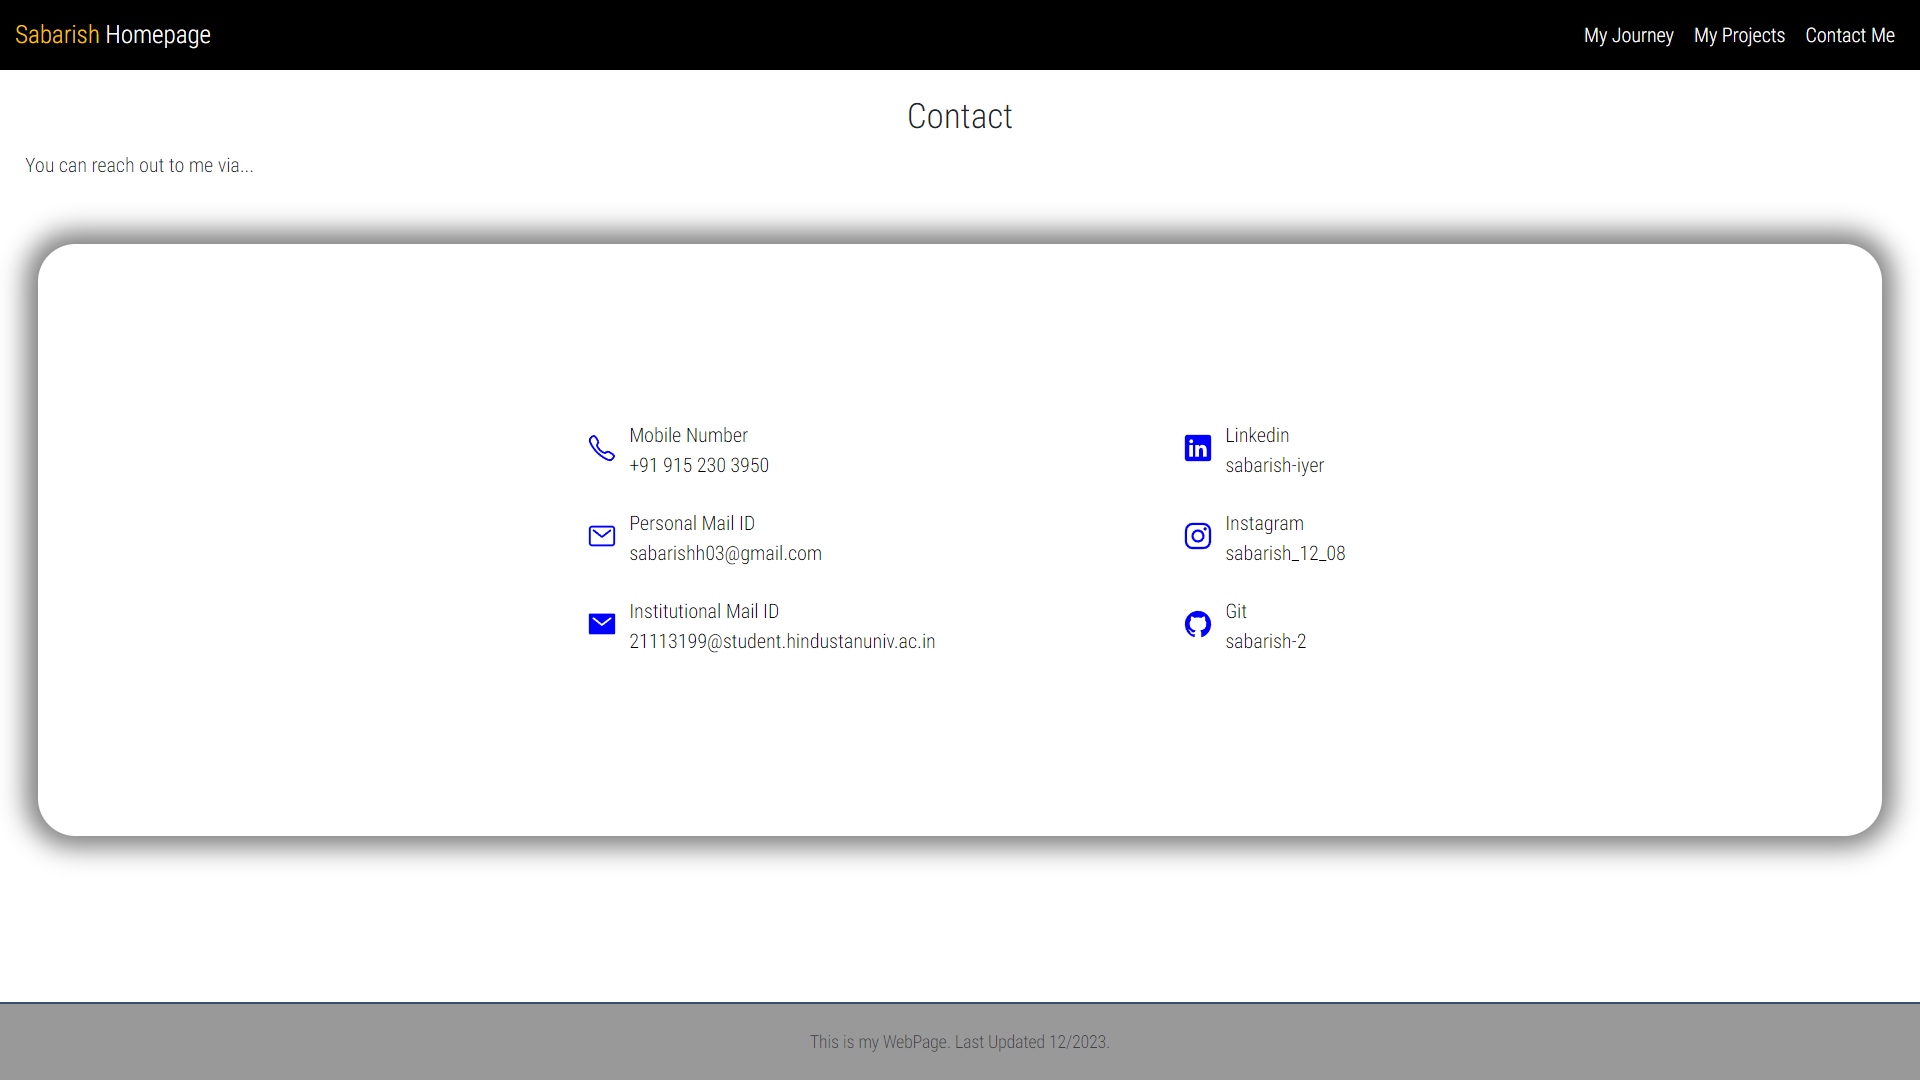 Sabarish Homepage
My Journey
My Projects
Contact Me
Contact
You can reach out to me via...
Mobile Number
+91 915 230 3950
Personal Mail ID
sabarishh03@gmail.com
Institutional Mail ID
21113199@student.hindustanuniv.ac.in
Linkedin
sabarish-iyer
Instagram
sabarish_12_08
Git
sabarish-2
This is my WebPage. Last Updated 12/2023.